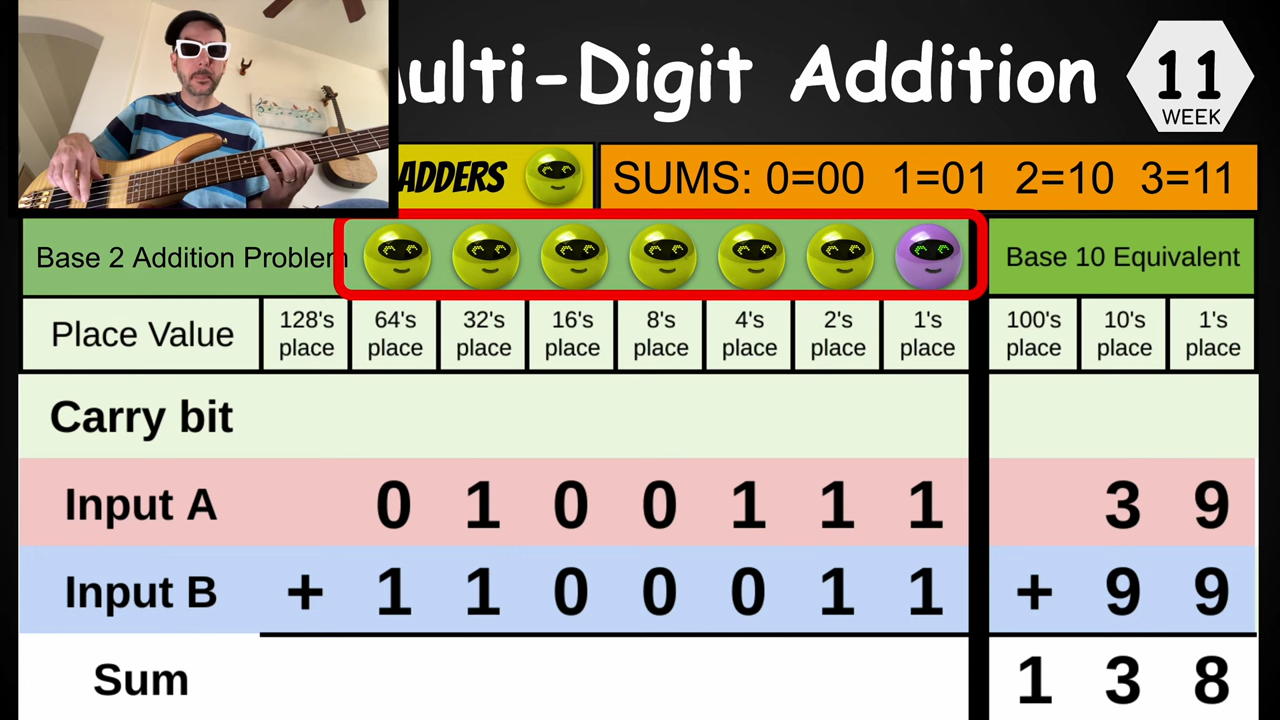 ulti-Digit Addition
11
WEEK
ADDERS
SUMS: 0=00 1=01 2=10 3=11
Base 2 Addition Problem
Base 10 Equivalent
Place Value 128's place 64's place 32's place 16's place 8's place 4's place 2's place 1's place 100's place 10's place 1's place
Carry bit
Input A 0 1 0 0 1 1 1 3 9
Input B + 1 1 0 0 0 1 1 + 9 9
Sum 1 3 8